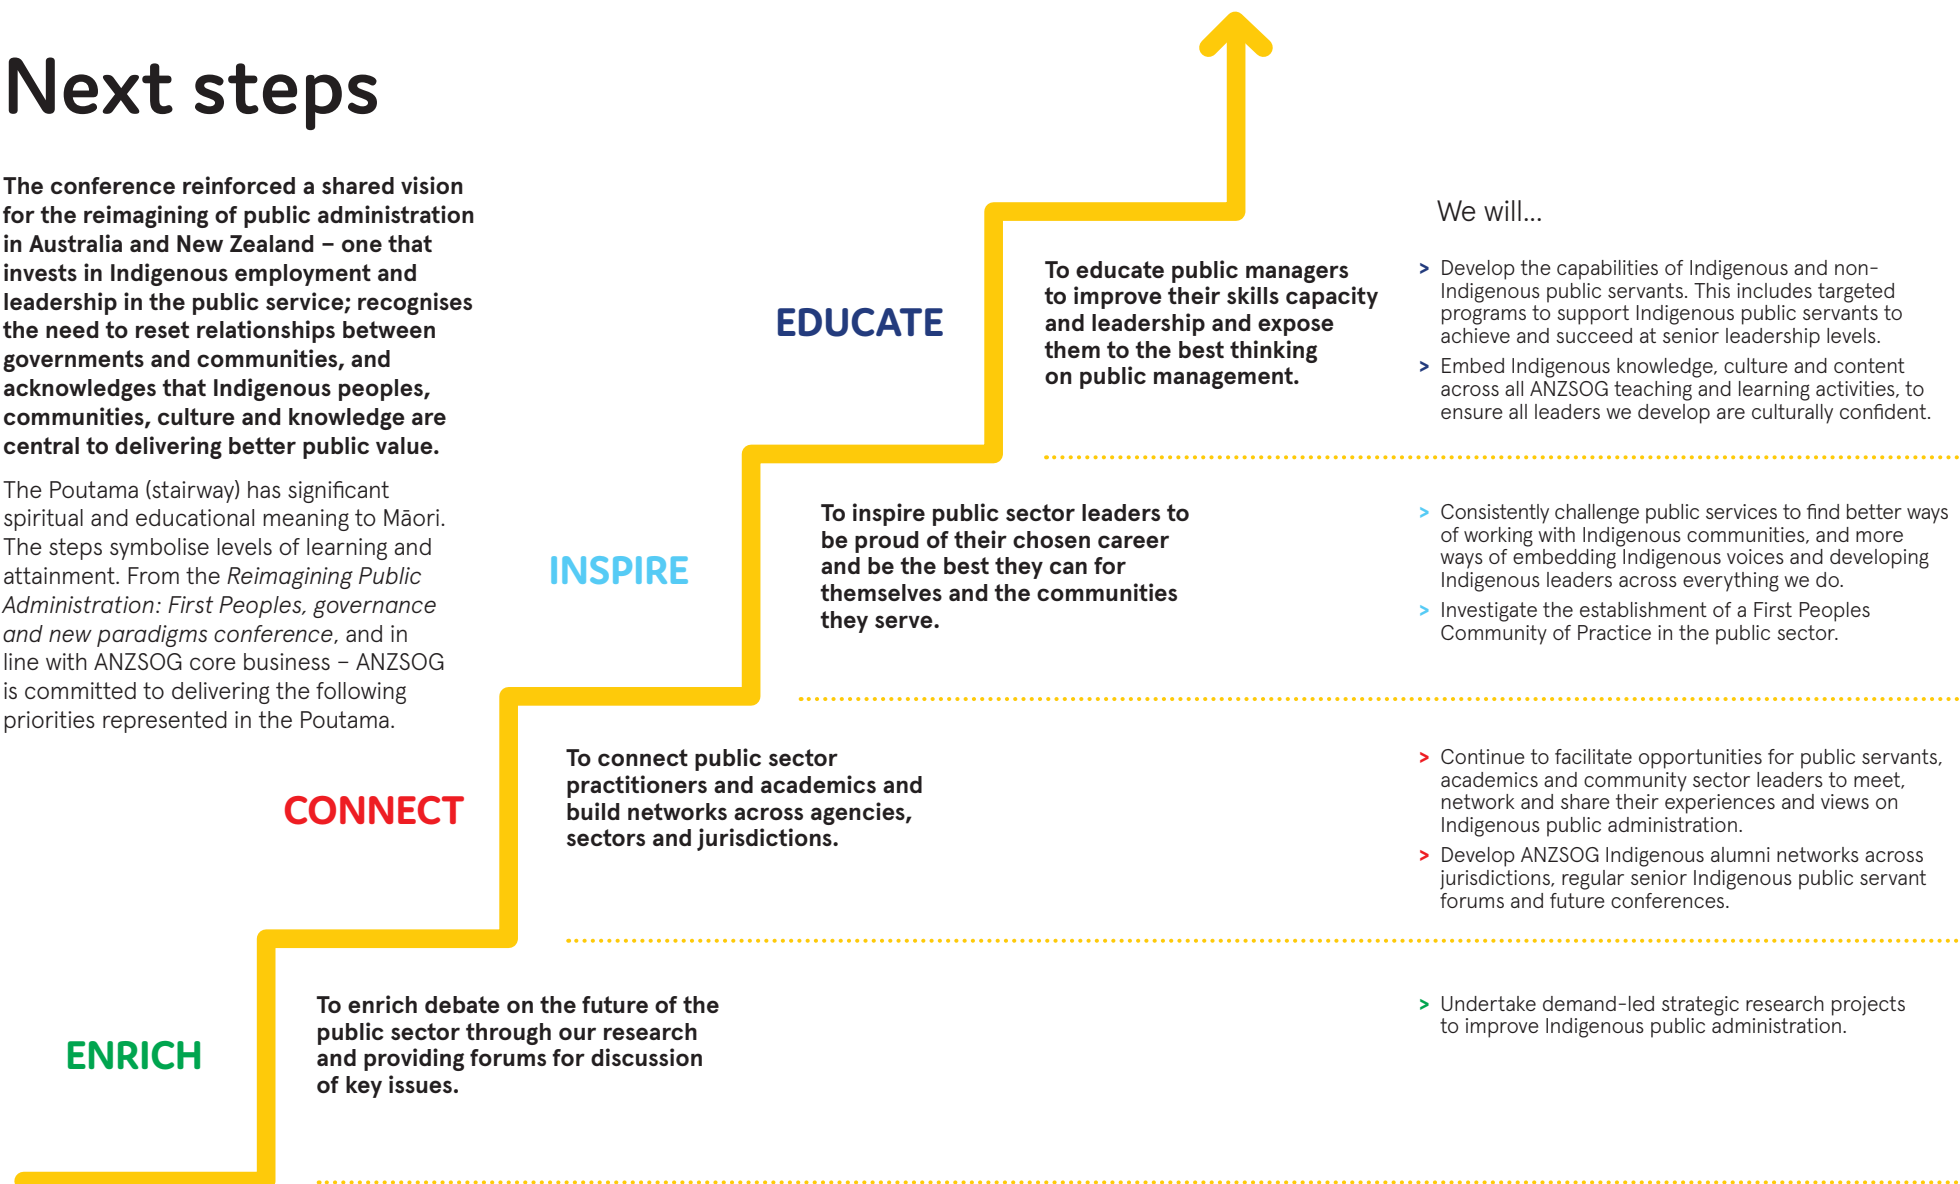 Next steps
The conference reinforced a shared vision
for the reimagining of public administration
in Australia and New Zealand – one that
invests in Indigenous employment and
leadership in the public service; recognises
the need to reset relationships between
governments and communities, and
acknowledges that Indigenous peoples,
communities, culture and knowledge are
central to delivering better public value.
The Poutama (stairway) has significant
spiritual and educational meaning to Māori.
The steps symbolise levels of learning and
attainment. From the Reimagining Public
Administration: First Peoples, governance
and new paradigms conference, and in
line with ANZSOG core business – ANZSOG
is committed to delivering the following
priorities represented in the Poutama.
We will...
EDUCATE
To educate public managers
to improve their skills capacity
and leadership and expose
them to the best thinking
on public management.
> Develop the capabilities of Indigenous and non-
Indigenous public servants. This includes targeted
programs to support Indigenous public servants to
achieve and succeed at senior leadership levels.
> Embed Indigenous knowledge, culture and content
across all ANZSOG teaching and learning activities, to
ensure all leaders we develop are culturally confident.
INSPIRE
To inspire public sector leaders to
be proud of their chosen career
and be the best they can for
themselves and the communities
they serve.
> Consistently challenge public services to find better ways
of working with Indigenous communities, and more
ways of embedding Indigenous voices and developing
Indigenous leaders across everything we do.
> Investigate the establishment of a First Peoples
Community of Practice in the public sector.
CONNECT
To connect public sector
practitioners and academics and
build networks across agencies,
sectors and jurisdictions.
> Continue to facilitate opportunities for public servants,
academics and community sector leaders to meet,
network and share their experiences and views on
Indigenous public administration.
> Develop ANZSOG Indigenous alumni networks across
jurisdictions, regular senior Indigenous public servant
forums and future conferences.
ENRICH
To enrich debate on the future of the
public sector through our research
and providing forums for discussion
of key issues.
> Undertake demand-led strategic research projects
to improve Indigenous public administration.